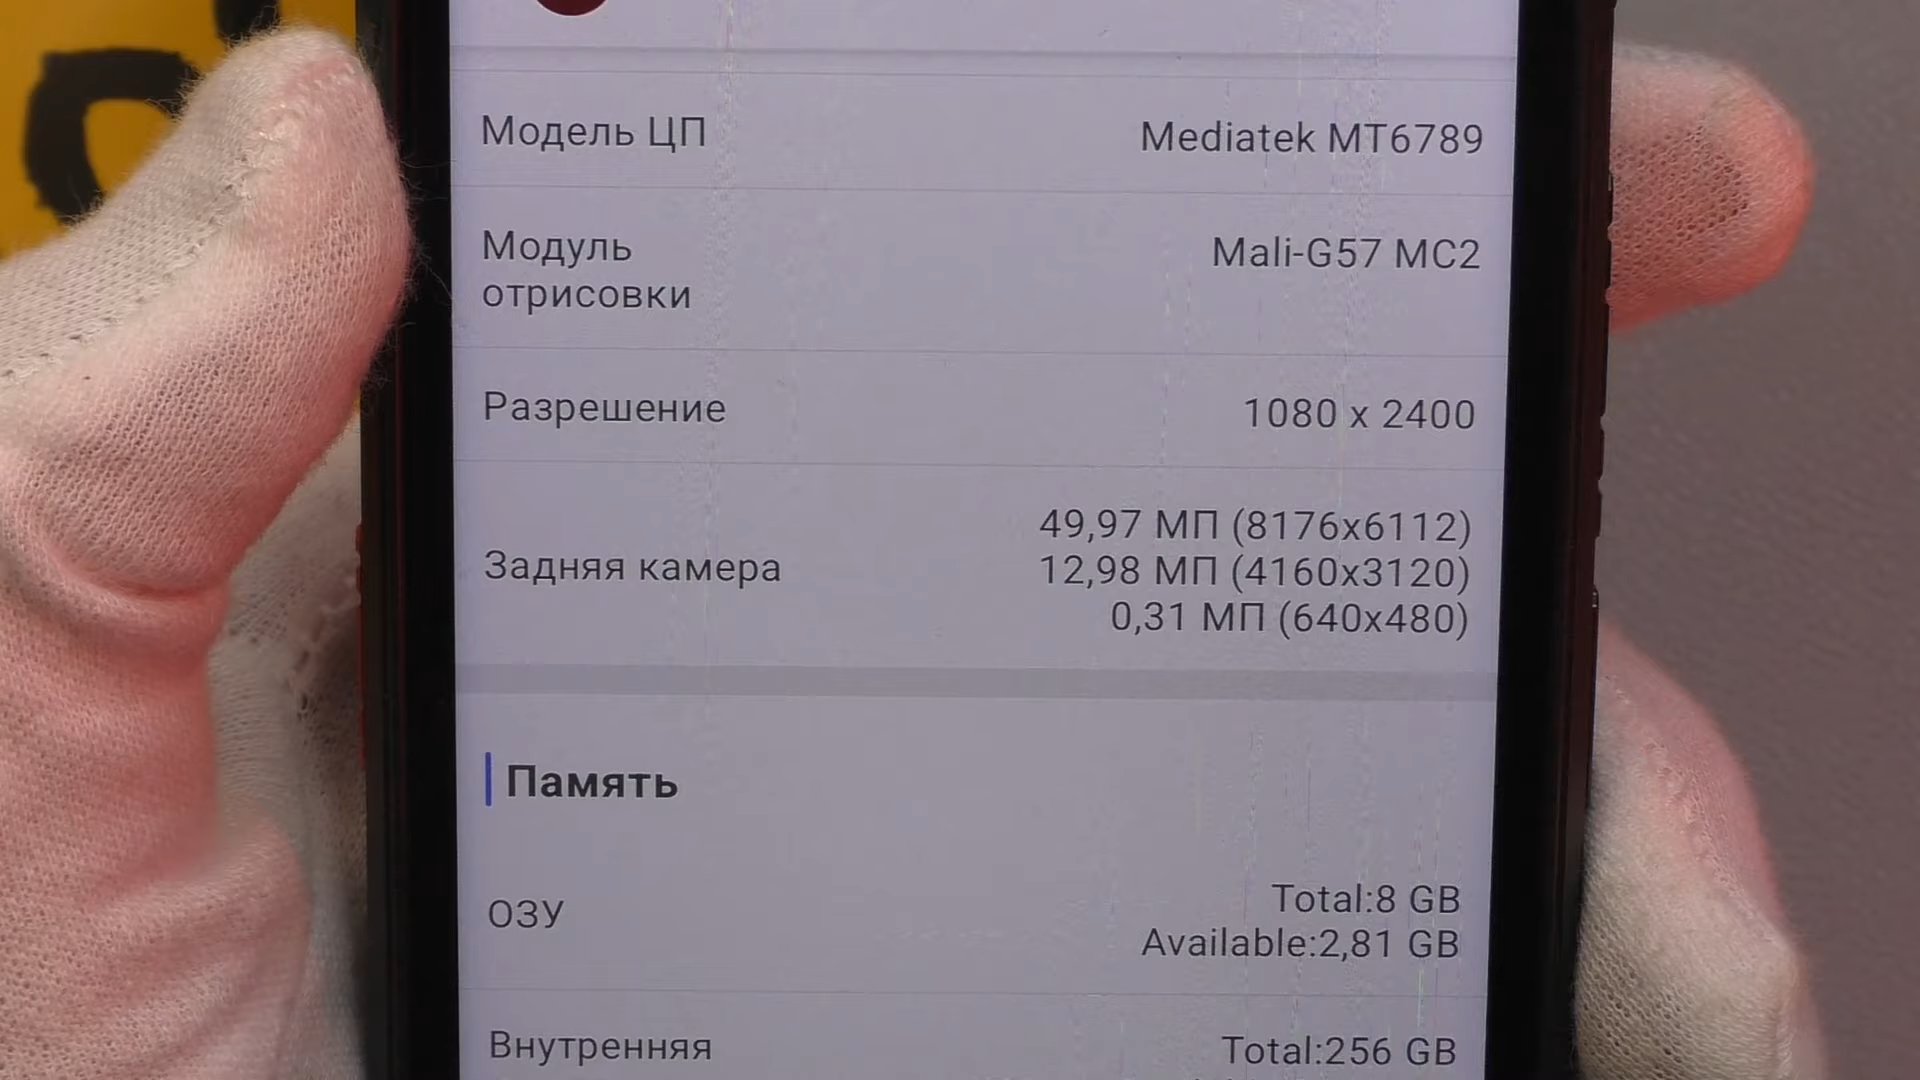 Модель ЦП Mediatek MT6789
Модуль отрисовки Mali-G57 MC2
Разрешение 1080 x 2400
Задняя камера
49,97 МП (8176x6112)
12,98 МП (4160x3120)
0,31 МП (640x480)
Память
ОЗУ
Total:8 GB
Available:2,81 GB
Внутренняя Total:256 GB